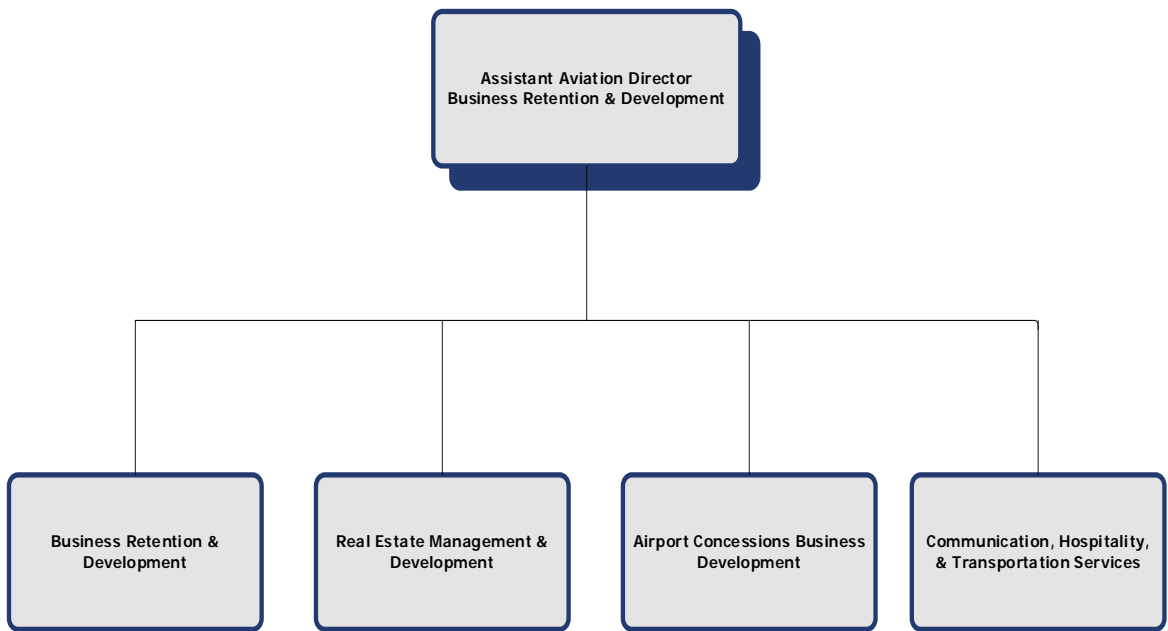 Assistant Aviation Director
Business Retention & Development
Business Retention &
Development
Real Estate Management &
Development
Airport Concessions Business
Development
Communication, Hospitality,
& Transportation Services